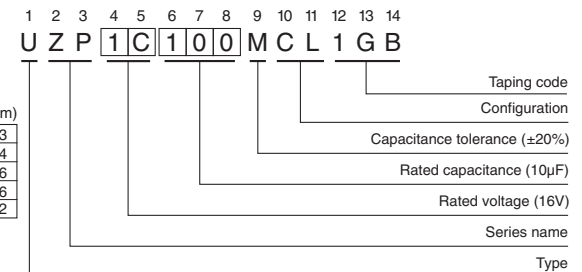 1 2 3 4 5 6 7 8 9 10 11 12 13 14
U Z P 1 C 1 0 0 M C L 1 G B
Taping code
m)
Configuration
3
Capacitance tolerance (±20%)
4
6
Rated capacitance (10µF)
6
2
Rated voltage (16V)
Series name
Type